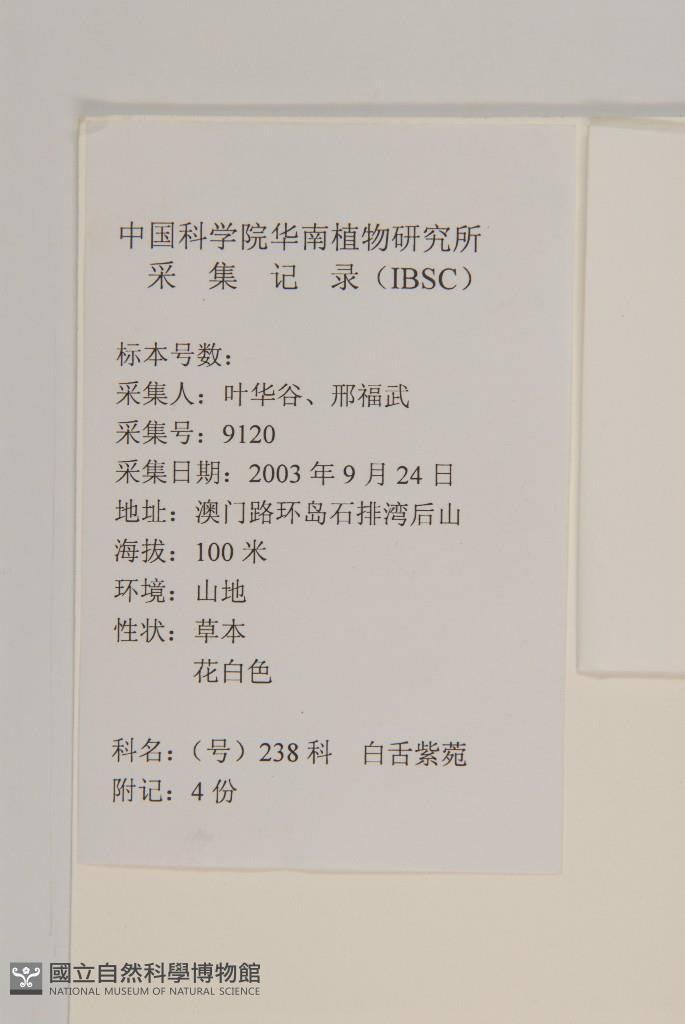 中国科学院华南植物研究所
采 集 记 录（IBSC）
标本号数：
采集人：叶华谷、邢福武
采集号：9120
采集日期：2003 年 9 月 24 日
地址：澳门路环岛石排湾后山
海拔：100 米
环境：山地
性状：草本
花白色
科名：（号）238 科 白舌紫菀
附记：4 份
國立自然科學博物館
NATIONAL MUSEUM OF NATURAL SCIENCE